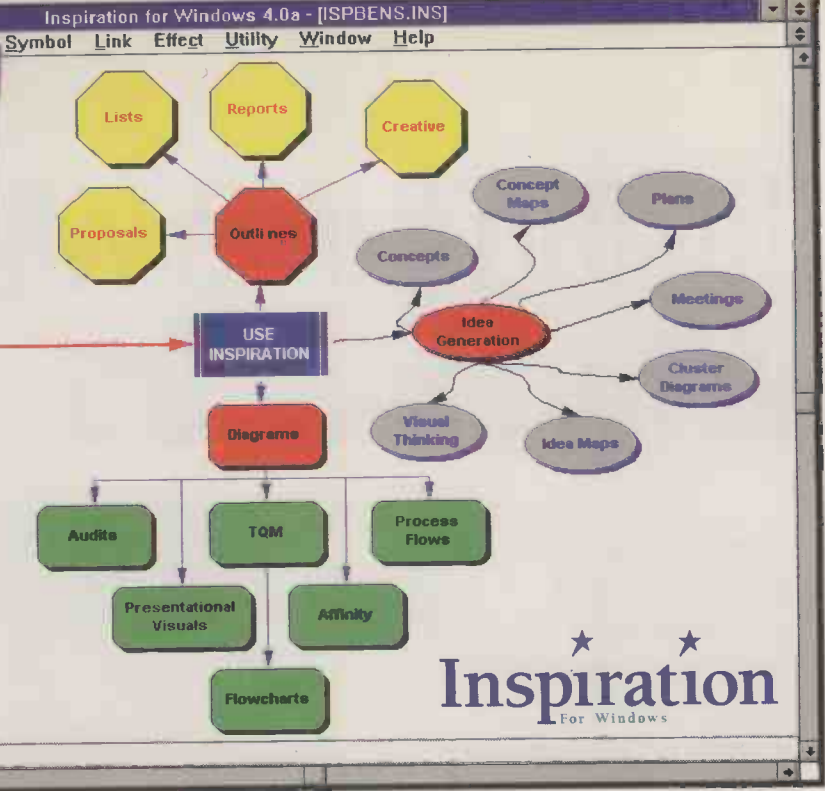 Inspiration for Windows 4.0a - [ISPBENS.INS]
Symbol Link Effect Utility Window Help
Lists
Reports
Creative
Proposals
Outlines
Concepts
Concept
Maps
Plans
Meetings
Idea
Generation
Cluster
Diagrams
Visual
Thinking
Idea Maps
USE
INSPIRATION
Diagrams
Audits
TQM
Process
Flows
Presentational
Visuals
Affinity
Flowcharts
Inspiration
For Windows